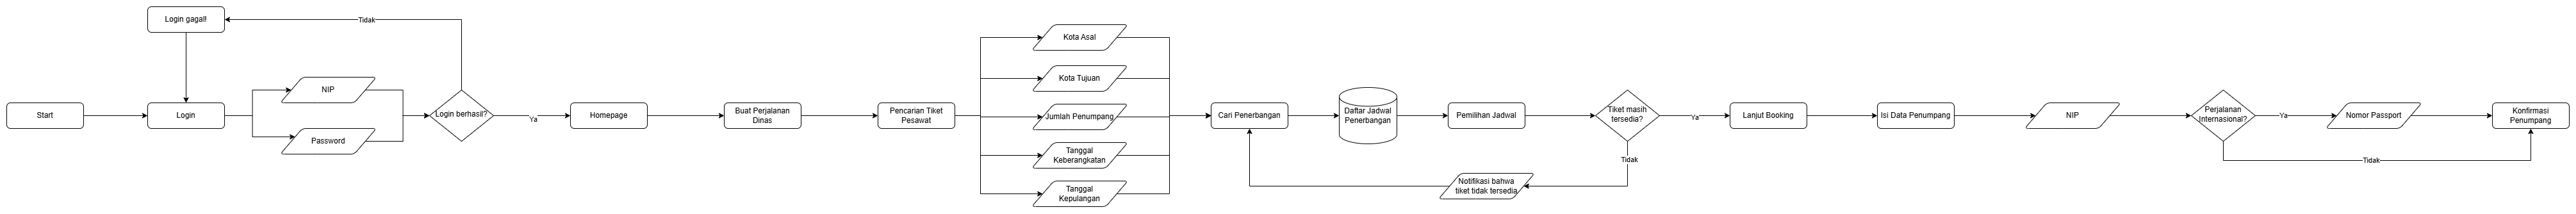 Start
Login gagal!
Login
NIP
Password
Login berhasil?
Tidak
Ya
Homepage
Buat Perjalanan
Dinas
Pencarian Tiket
Pesawat
Kota Asal
Kota Tujuan
Jumlah Penumpang
Tanggal
Keberangkatan
Tanggal
Kepulangan
Cari Penerbangan
Daftar Jadwal
Penerbangan
Pemilihan Jadwal
Tiket masih
tersedia?
Tidak
Notifikasi bahwa
tiket tidak tersedia
Ya
Lanjut Booking
Isi Data Penumpang
NIP
Perjalanan
Internasional?
Ya
Nomor Passport
Tidak
Konfirmasi
Penumpang